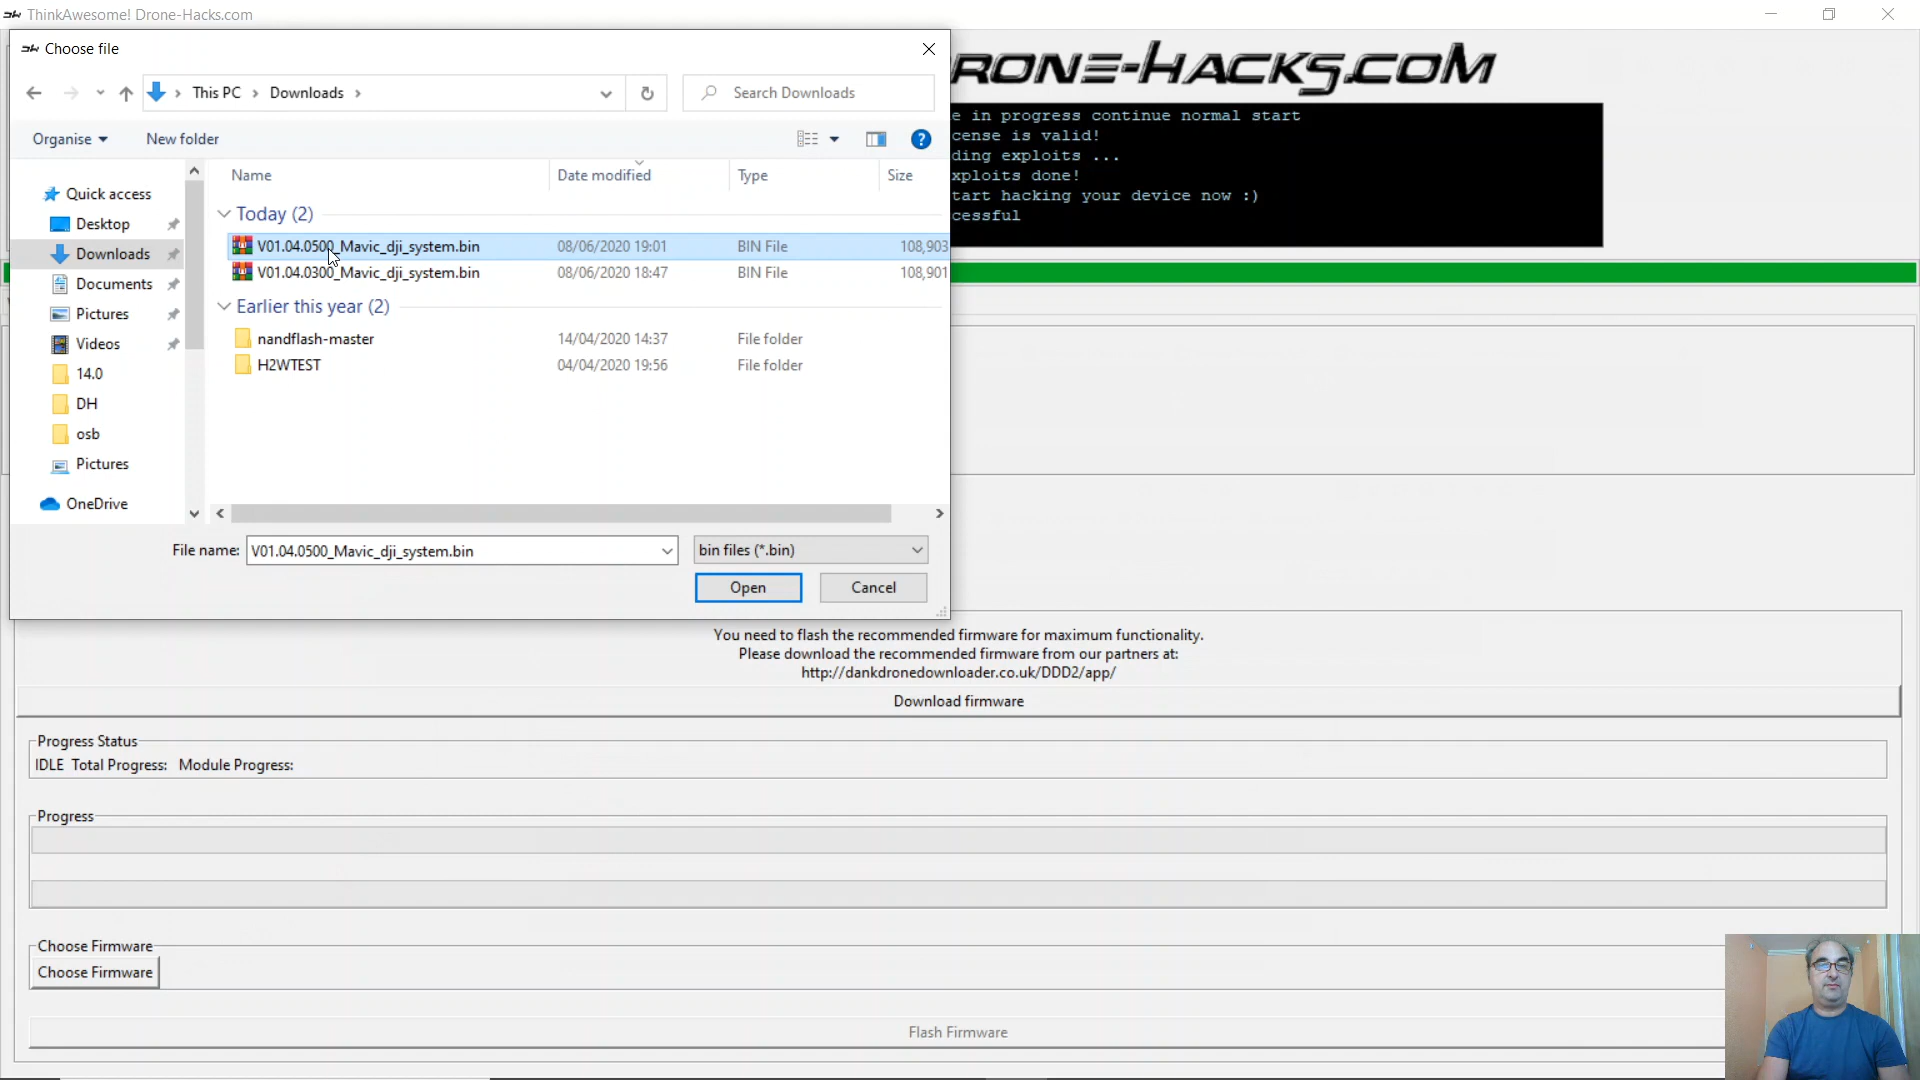 ThinkAwesome! Drone-Hacks.com
Choose file
This PC > Downloads >
Search Downloads
Organise
New folder
Name
Date modified
Type
Size
Quick access
Desktop
Downloads
Documents
Pictures
Videos
14.0
DH
osb
Pictures
OneDrive
Today (2)
V01.04.0500_Mavic_dji_system.bin 08/06/2020 19:01 BIN File 108,903
V01.04.0300_Mavic_dji_system.bin 08/06/2020 18:47 BIN File 108,901
Earlier this year (2)
nandflash-master 14/04/2020 14:37 File folder
H2WTEST 04/04/2020 19:56 File folder
File name: V01.04.0500_Mavic_dji_system.bin
bin files (*.bin)
Open
Cancel
RONE-HACKS.COM
e in progress continue normal start
cense is valid!
ding exploits ...
xploits done!
tart hacking your device now :)
cessful
You need to flash the recommended firmware for maximum functionality.
Please download the recommended firmware from our partners at:
http://dankdronedownloader.co.uk/DDD2/app/
Download firmware
Progress Status
IDLE Total Progress: Module Progress:
Progress
Choose Firmware
Choose Firmware
Flash Firmware